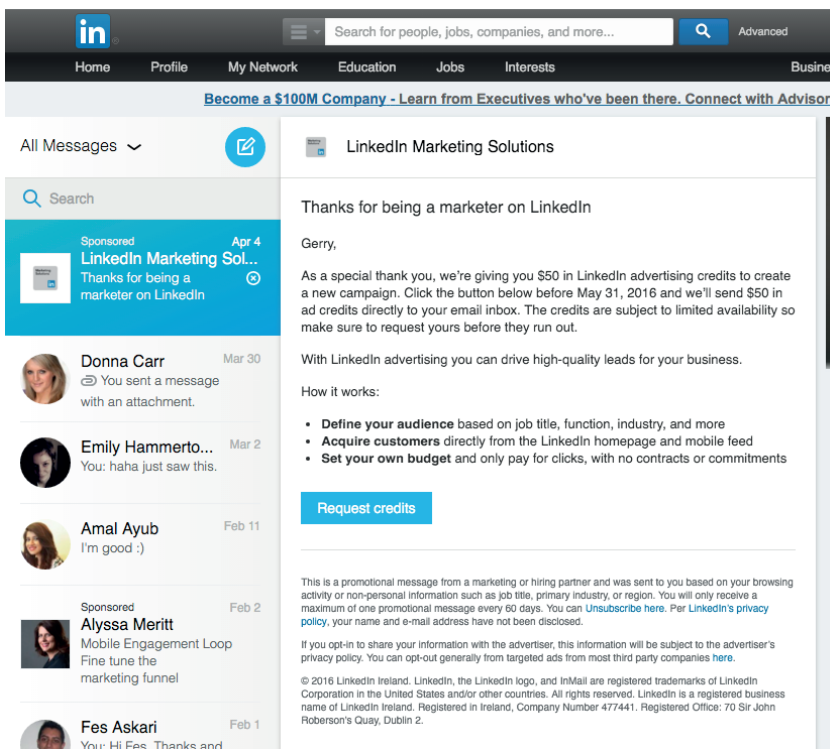 in
Search for people, jobs, companies, and more...
Advanced
Home Profile My Network Education Jobs Interests Busine
Become a $100M Company - Learn from Executives who've been there. Connect with Advisor
All Messages
Search
Sponsored Apr 4
LinkedIn Marketing Sol...
Thanks for being a
marketer on LinkedIn
Donna Carr Mar 30
You sent a message
with an attachment.
Emily Hammerto... Mar 2
You: haha just saw this.
Amal Ayub Feb 11
I'm good :)
Sponsored Feb 2
Alyssa Meritt
Mobile Engagement Loop
Fine tune the
marketing funnel
Fes Askari Feb 1
You: Hi Fes, Thanks and
LinkedIn Marketing Solutions
Thanks for being a marketer on LinkedIn
Gerry,
As a special thank you, we're giving you $50 in LinkedIn advertising credits to create
a new campaign. Click the button below before May 31, 2016 and we'll send $50 in
ad credits directly to your email inbox. The credits are subject to limited availability so
make sure to request yours before they run out.
With LinkedIn advertising you can drive high-quality leads for your business.
How it works:
• Define your audience based on job title, function, industry, and more
• Acquire customers directly from the LinkedIn homepage and mobile feed
• Set your own budget and only pay for clicks, with no contracts or commitments
Request credits
This is a promotional message from a marketing or hiring partner and was sent to you based on your browsing
activity or non-personal information such as job title, primary industry, or region. You will only receive a
maximum of one promotional message every 60 days. You can Unsubscribe here. Per LinkedIn's privacy
policy, your name and e-mail address have not been disclosed.
If you opt-in to share your information with the advertiser, this information will be subject to the advertiser's
privacy policy. You can opt-out generally from targeted ads from most third party companies here.
© 2016 LinkedIn Ireland. LinkedIn, the LinkedIn logo, and InMail are registered trademarks of LinkedIn
Corporation in the United States and/or other countries. All rights reserved. LinkedIn is a registered business
name of LinkedIn Ireland. Registered in Ireland, Company Number 477441. Registered Office: 70 Sir John
Roberson's Quay, Dublin 2.